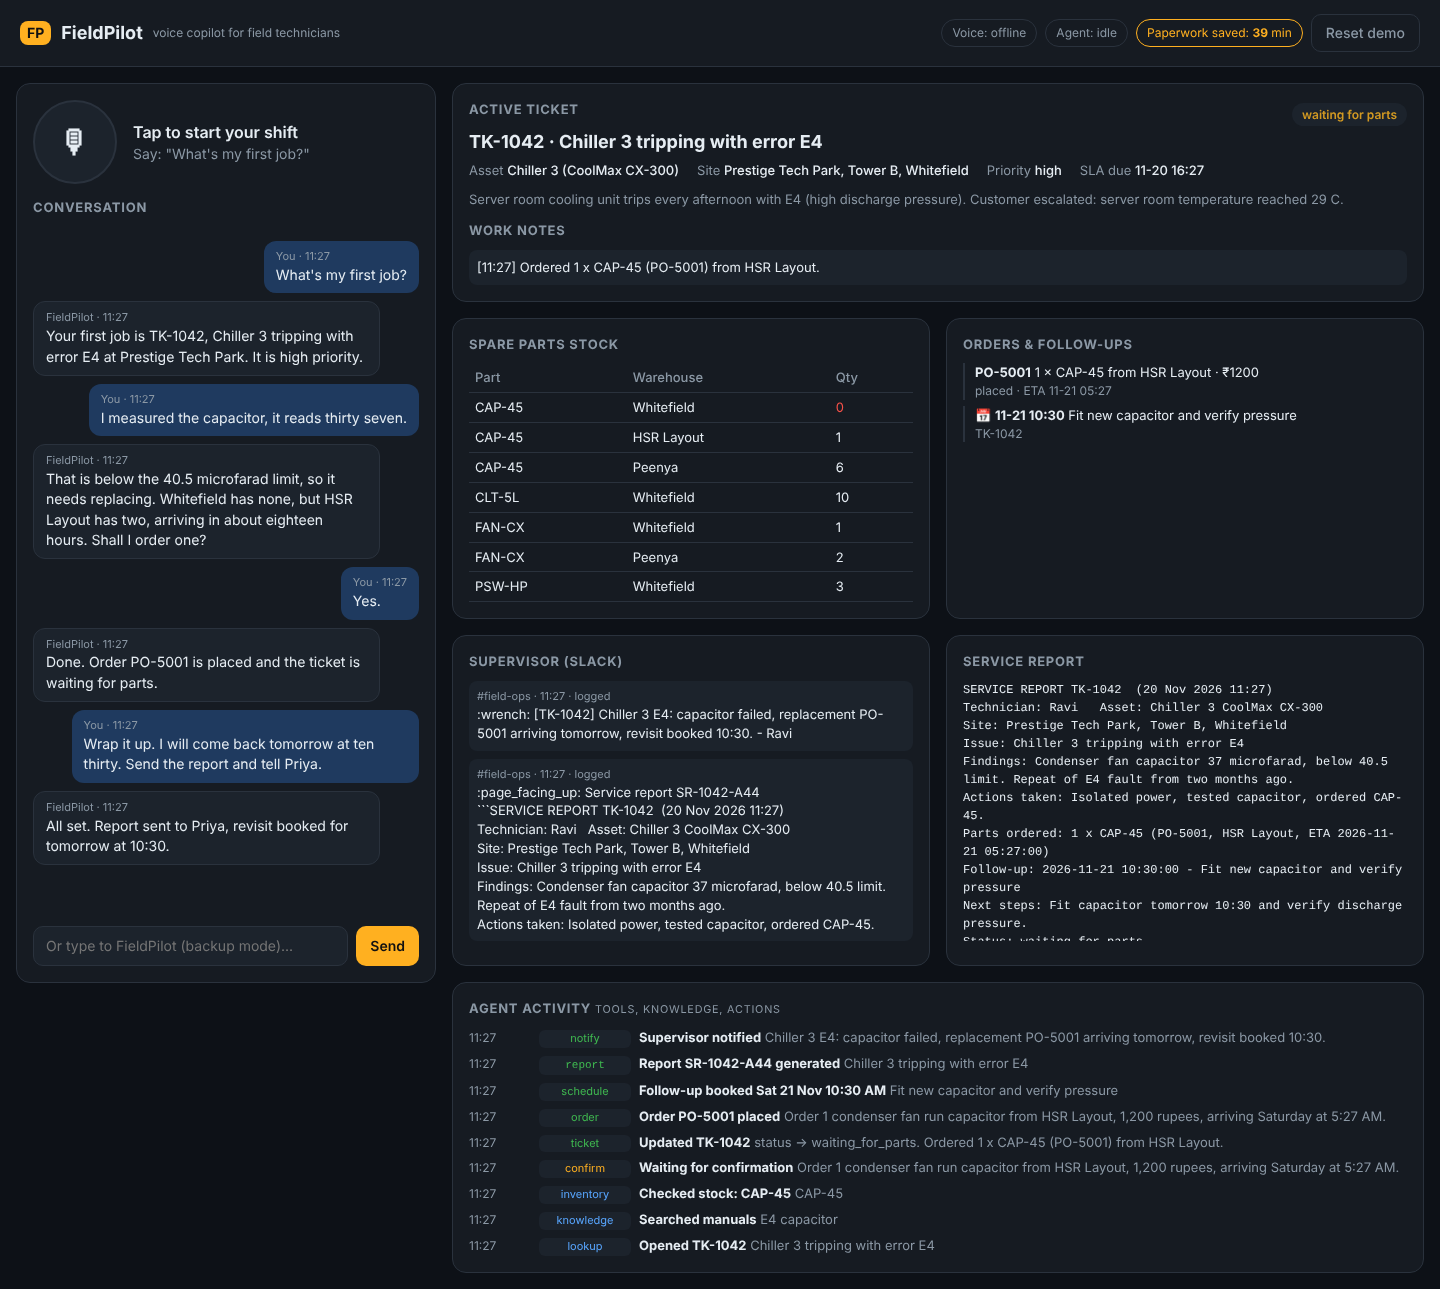 FP FieldPilot voice copilot for field technicians
Voice: offline
Agent: idle
Paperwork saved: 39 min
Reset demo
Tap to start your shift
Say: "What's my first job?"
CONVERSATION
You · 11:27
What's my first job?
FieldPilot · 11:27
Your first job is TK-1042, Chiller 3 tripping with
error E4 at Prestige Tech Park. It is high priority.
You · 11:27
I measured the capacitor, it reads thirty seven.
FieldPilot · 11:27
That is below the 40.5 microfarad limit, so it
needs replacing. Whitefield has none, but HSR
Layout has two, arriving in about eighteen
hours. Shall I order one?
You · 11:27
Yes.
FieldPilot · 11:27
Done. Order PO-5001 is placed and the ticket is
waiting for parts.
You · 11:27
Wrap it up. I will come back tomorrow at ten
thirty. Send the report and tell Priya.
FieldPilot · 11:27
All set. Report sent to Priya, revisit booked for
tomorrow at 10:30.
Or type to FieldPilot (backup mode)...
Send
ACTIVE TICKET
waiting for parts
TK-1042 · Chiller 3 tripping with error E4
Asset Chiller 3 (CoolMax CX-300) Site Prestige Tech Park, Tower B, Whitefield Priority high SLA due 11-20 16:27
Server room cooling unit trips every afternoon with E4 (high discharge pressure). Customer escalated: server room temperature reached 29 C.
WORK NOTES
[11:27] Ordered 1 x CAP-45 (PO-5001) from HSR Layout.
SPARE PARTS STOCK
Part Warehouse Qty
CAP-45 Whitefield 0
CAP-45 HSR Layout 1
CAP-45 Peenya 6
CLT-5L Whitefield 10
FAN-CX Whitefield 1
FAN-CX Peenya 2
PSW-HP Whitefield 3
ORDERS & FOLLOW-UPS
PO-5001 1 × CAP-45 from HSR Layout · ₹1200
placed · ETA 11-21 05:27
📅 11-21 10:30 Fit new capacitor and verify pressure
TK-1042
SUPERVISOR (SLACK)
#field-ops · 11:27 · logged
:wrench: [TK-1042] Chiller 3 E4: capacitor failed, replacement PO-
5001 arriving tomorrow, revisit booked 10:30. - Ravi
#field-ops · 11:27 · logged
:page_facing_up: Service report SR-1042-A44
```SERVICE REPORT TK-1042 (20 Nov 2026 11:27)
Technician: Ravi Asset: Chiller 3 CoolMax CX-300
Site: Prestige Tech Park, Tower B, Whitefield
Issue: Chiller 3 tripping with error E4
Findings: Condenser fan capacitor 37 microfarad, below 40.5 limit.
Repeat of E4 fault from two months ago.
Actions taken: Isolated power, tested capacitor, ordered CAP-45.
SERVICE REPORT
SERVICE REPORT TK-1042 (20 Nov 2026 11:27)
Technician: Ravi Asset: Chiller 3 CoolMax CX-300
Site: Prestige Tech Park, Tower B, Whitefield
Issue: Chiller 3 tripping with error E4
Findings: Condenser fan capacitor 37 microfarad, below 40.5
limit. Repeat of E4 fault from two months ago.
Actions taken: Isolated power, tested capacitor, ordered CAP-
45.
Parts ordered: 1 x CAP-45 (PO-5001, HSR Layout, ETA 2026-11-
21 05:27:00)
Follow-up: 2026-11-21 10:30:00 - Fit new capacitor and verify
pressure
Next steps: Fit capacitor tomorrow 10:30 and verify discharge
pressure.
Status: waiting for parts
AGENT ACTIVITY TOOLS, KNOWLEDGE, ACTIONS
11:27 notify Supervisor notified Chiller 3 E4: capacitor failed, replacement PO-5001 arriving tomorrow, revisit booked 10:30.
11:27 report Report SR-1042-A44 generated Chiller 3 tripping with error E4
11:27 schedule Follow-up booked Sat 21 Nov 10:30 AM Fit new capacitor and verify pressure
11:27 order Order PO-5001 placed Order 1 condenser fan run capacitor from HSR Layout, 1,200 rupees, arriving Saturday at 5:27 AM.
11:27 ticket Updated TK-1042 status → waiting_for_parts. Ordered 1 x CAP-45 (PO-5001) from HSR Layout.
11:27 confirm Waiting for confirmation Order 1 condenser fan run capacitor from HSR Layout, 1,200 rupees, arriving Saturday at 5:27 AM.
11:27 inventory Checked stock: CAP-45 CAP-45
11:27 knowledge Searched manuals E4 capacitor
11:27 lookup Opened TK-1042 Chiller 3 tripping with error E4